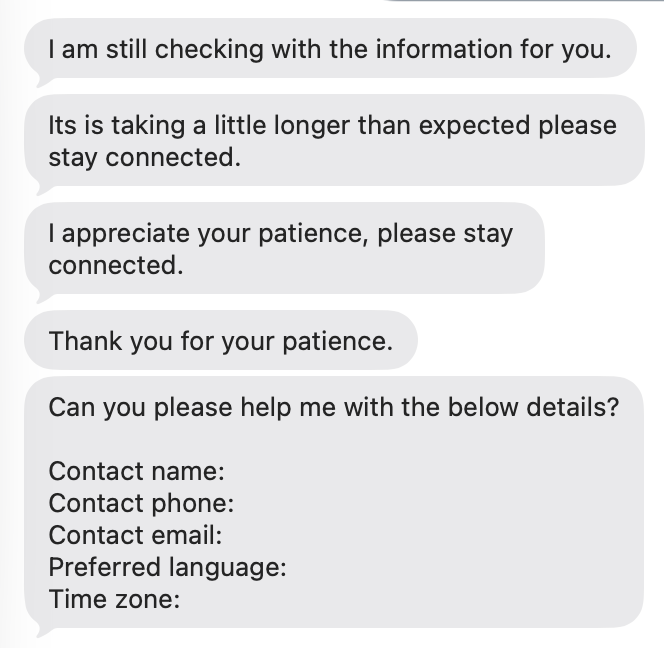 I am still checking with the information for you.
Its is taking a little longer than expected please
stay connected.
I appreciate your patience, please stay
connected.
Thank you for your patience.
Can you please help me with the below details?
Contact name:
Contact phone:
Contact email:
Preferred language:
Time zone: